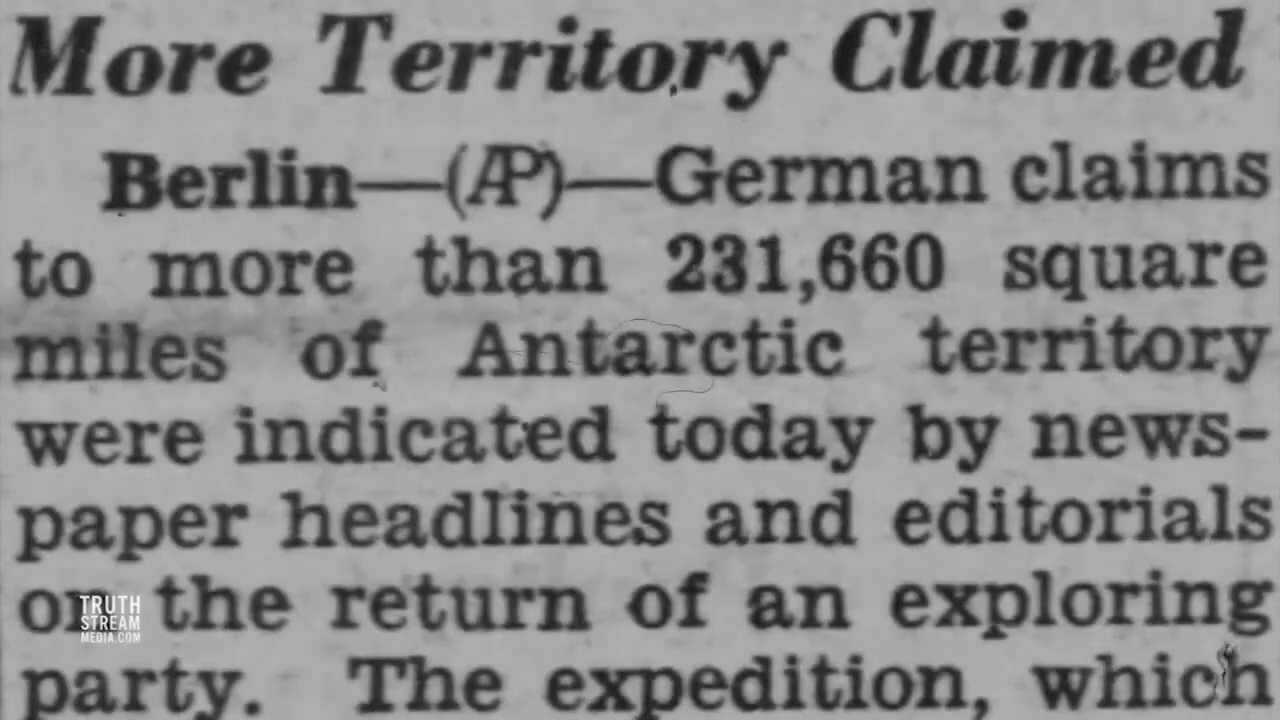 More Territory Claimed
Berlin—(AP)—German claims
to more than 231,660 square
miles of Antarctic territory
were indicated today by news-
paper headlines and editorials
on the return of an exploring
party. The expedition, which
TRUTH
STREAM
MEDIA.COM